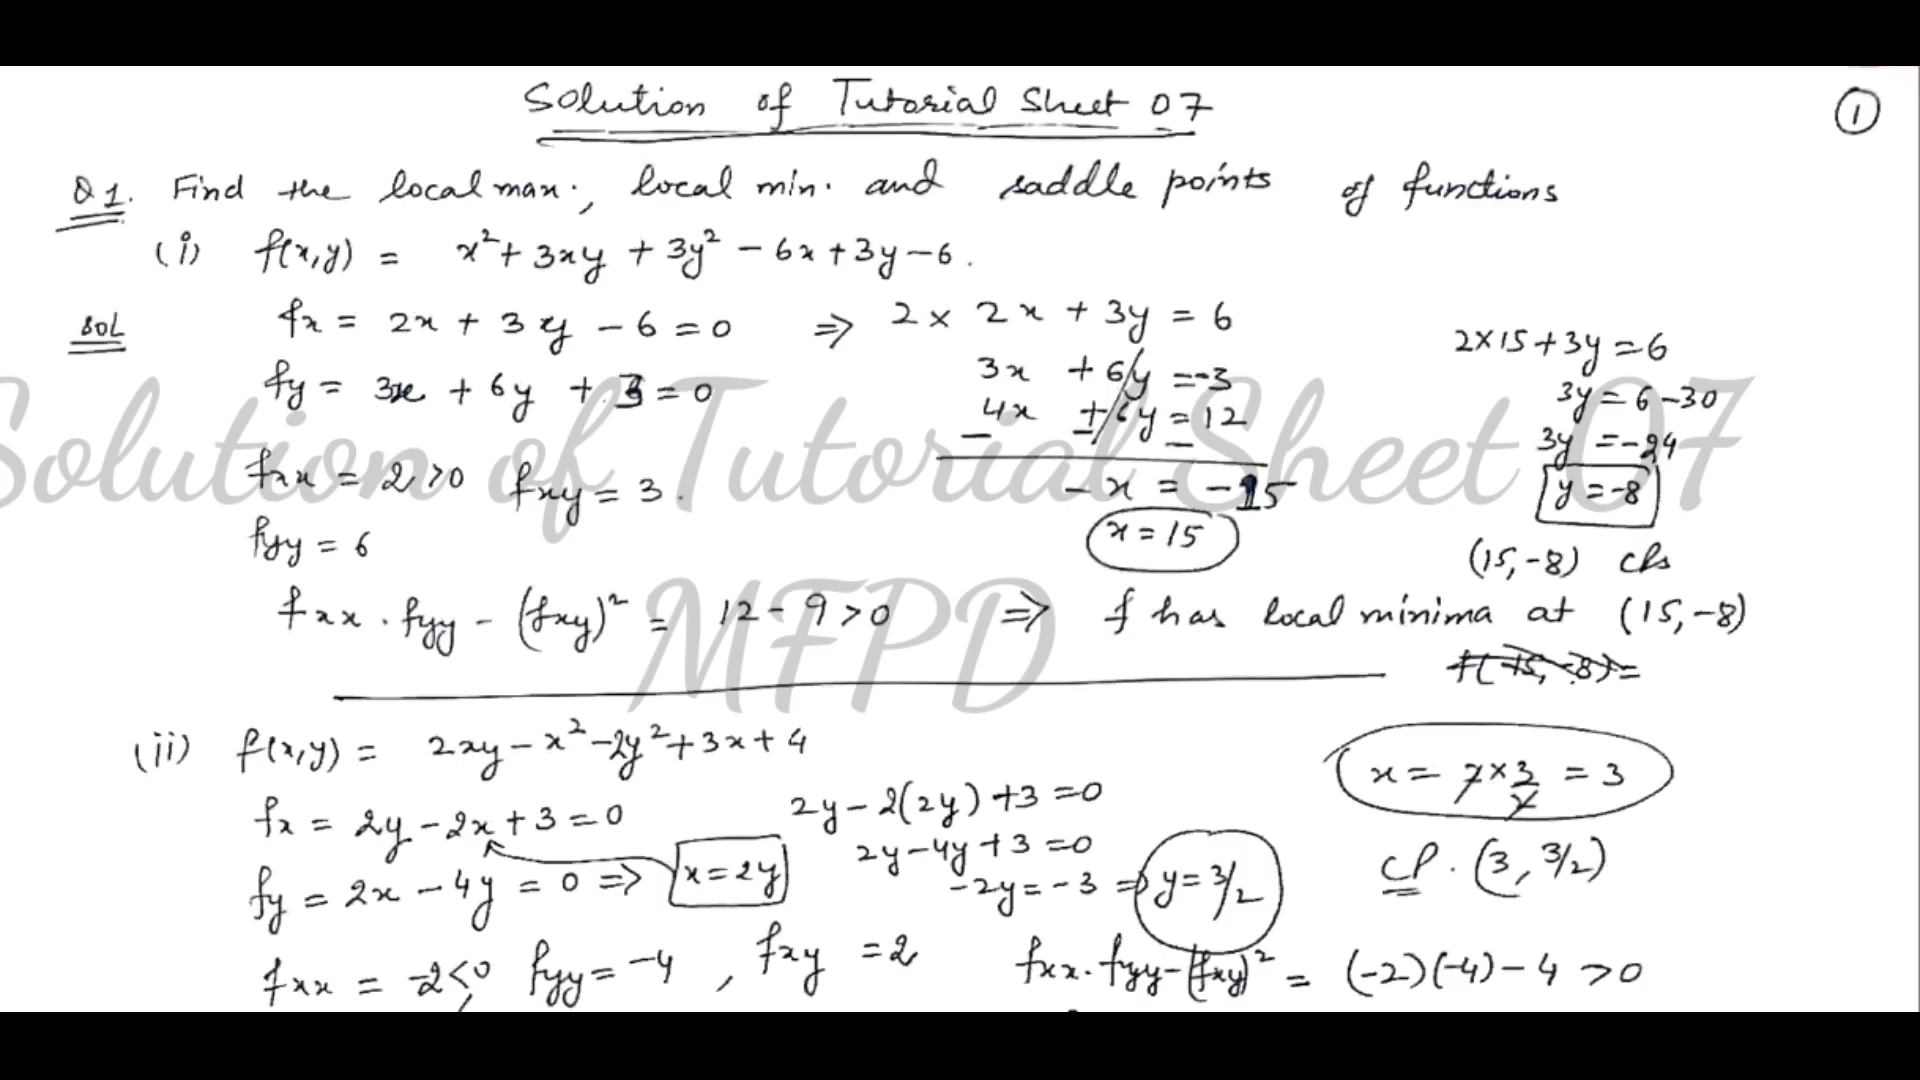 Solution of Tutorial Sheet 07
①
Q1. Find the local max., local min. and saddle points of functions
(i) f(x,y) = x²+ 3xy + 3y² - 6x + 3y - 6.
Sol
fx = 2x + 3y - 6 = 0 ⇒ 2 × 2x + 3y = 6
fy = 3x + 6y + 3 = 0
3x + 6y = -3
4x + 6y = 12
- - -
-x = -15
x = 15
2×15 + 3y = 6
3y = 6 - 30
3y = -24
y = -8
(15, -8)
fxx = 2 > 0 fxy = 3.
fyy = 6
fxx . fyy - (fxy)² = 12 - 9 > 0 ⇒ f has local minima at (15, -8)
f(15, -8) =
(ii) f(x,y) = 2xy - x² - 2y² + 3x + 4
fx = 2y - 2x + 3 = 0
fy = 2x - 4y = 0 ⇒ x = 2y
2y - 2(2y) + 3 = 0
2y - 4y + 3 = 0
-2y = -3 ⇒ y = 3/2
x = 2 × 3/2 = 3
CP . (3, 3/2)
fxx = -2 < 0, fyy = -4, fxy = 2 fxx . fyy - (fxy)² = (-2)(-4) - 4 > 0
Solution of Tutorial Sheet 07
MFPD